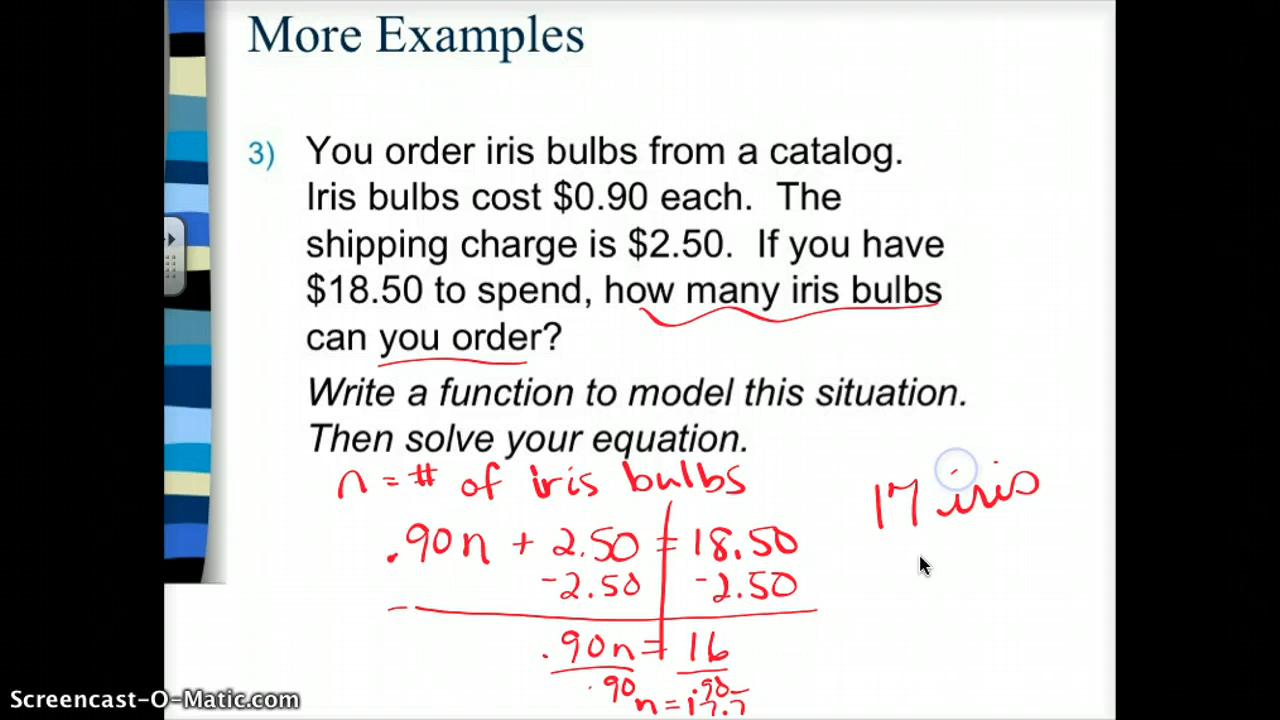 More Examples
3) You order iris bulbs from a catalog.
Iris bulbs cost $0.90 each. The
shipping charge is $2.50. If you have
$18.50 to spend, how many iris bulbs
can you order?
Write a function to model this situation.
Then solve your equation.
n = # of iris bulbs
17 iris
.90n + 2.50 = 18.50
-2.50 -2.50
.90n = 16
.90 .90
n = 17.7
Screencast-O-Matic.com